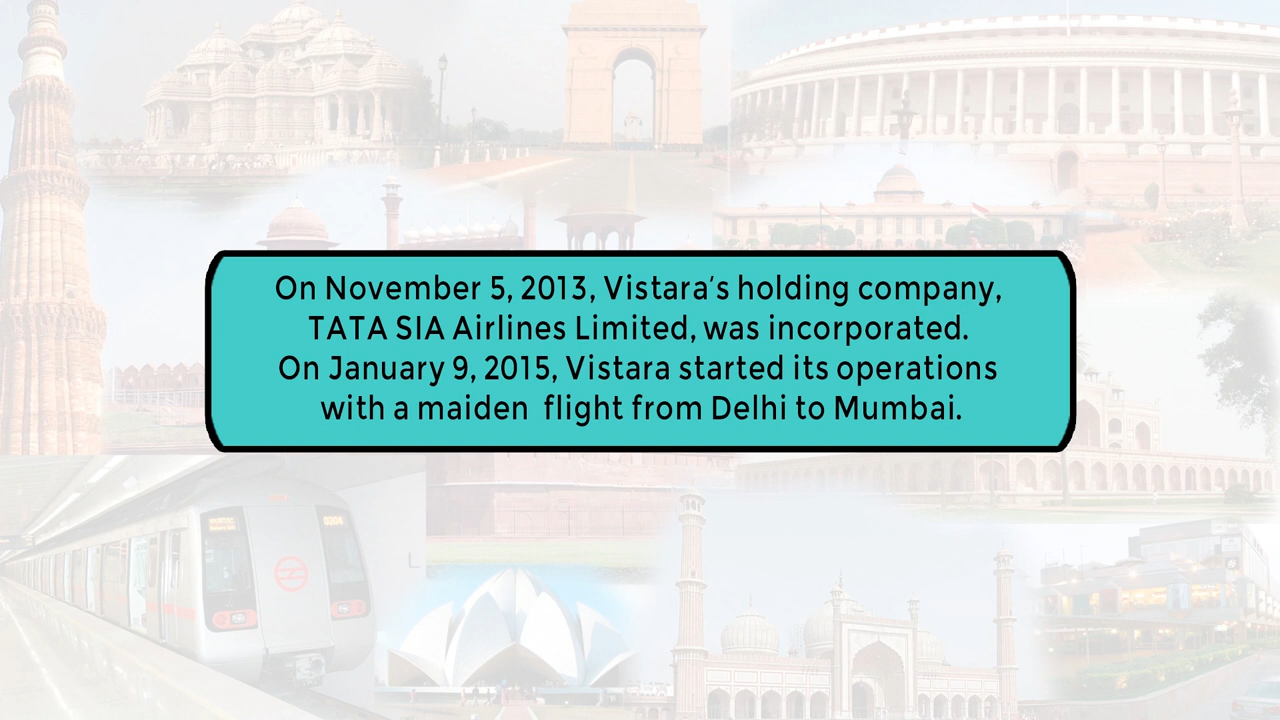 On November 5, 2013, Vistara's holding company,
TATA SIA Airlines Limited, was incorporated.
On January 9, 2015, Vistara started its operations
with a maiden flight from Delhi to Mumbai.
0204